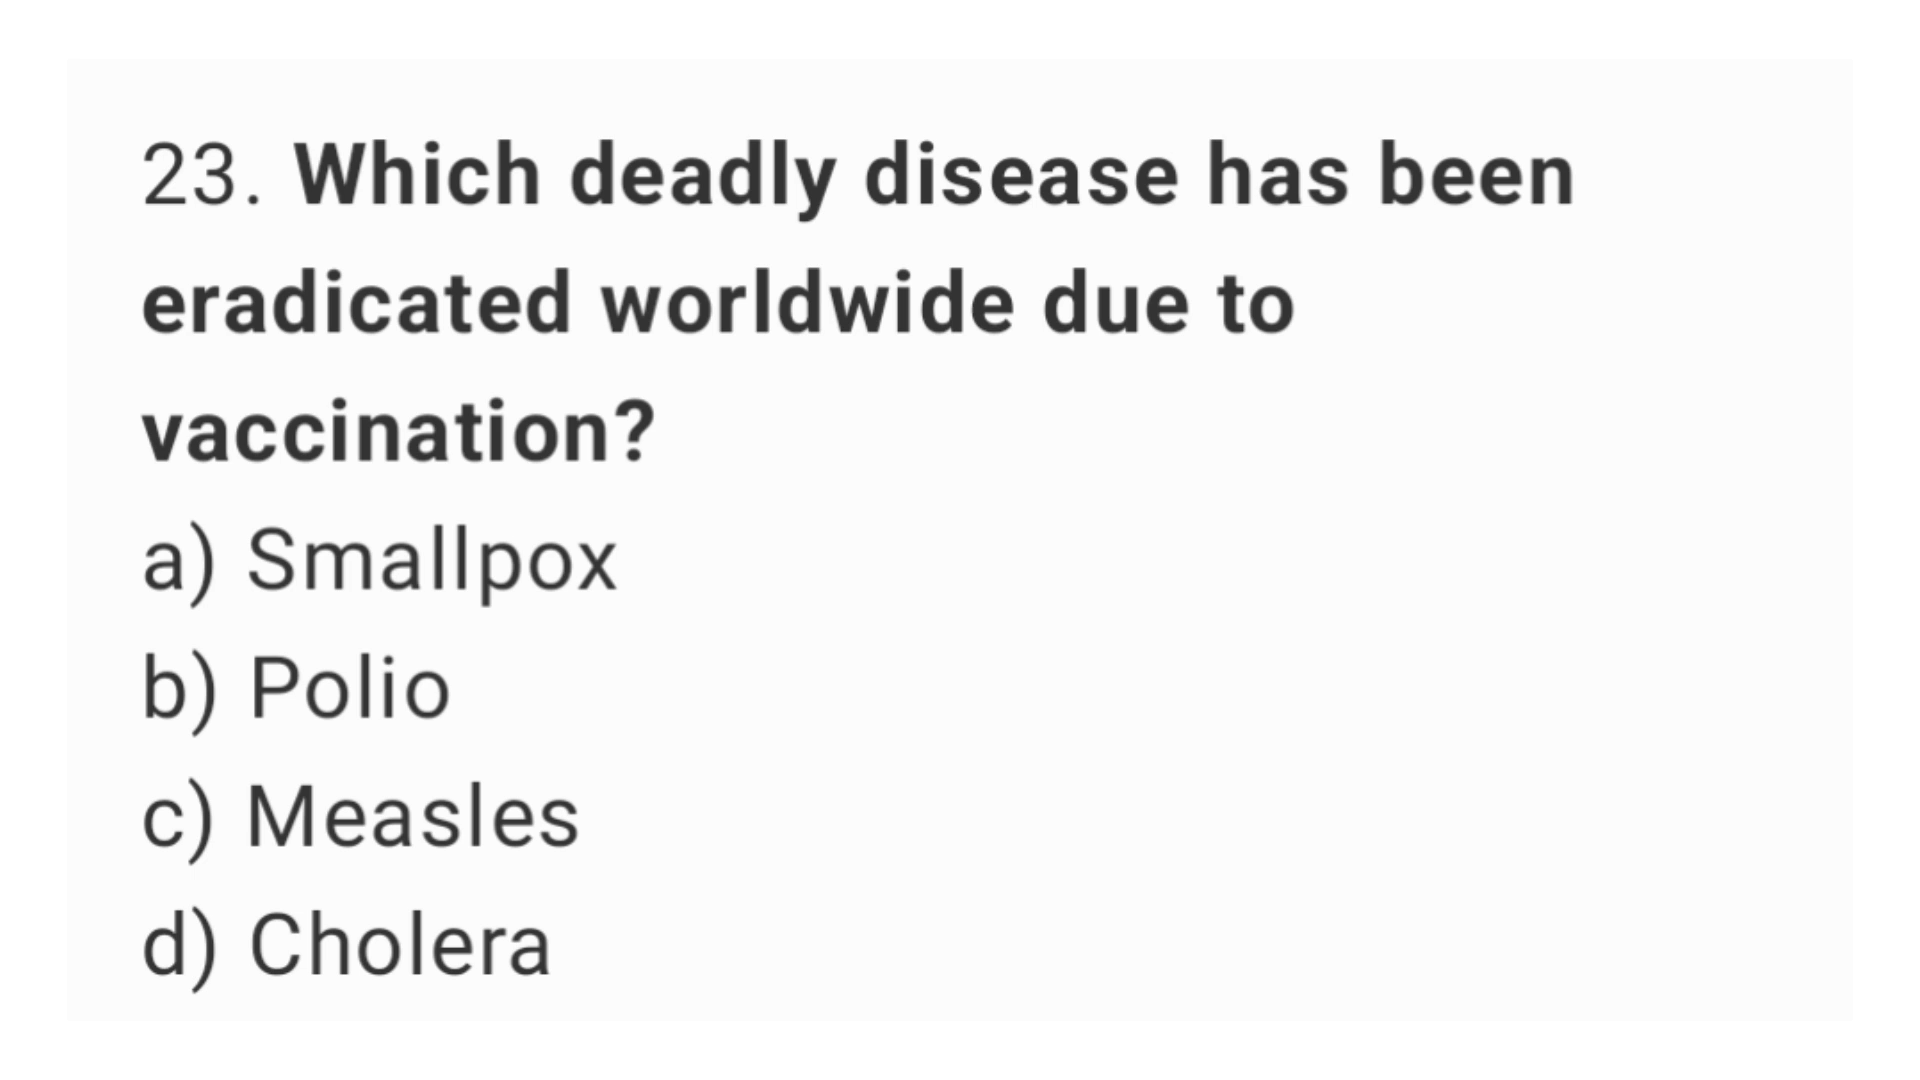 23. Which deadly disease has been
eradicated worldwide due to
vaccination?
a) Smallpox
b) Polio
c) Measles
d) Cholera